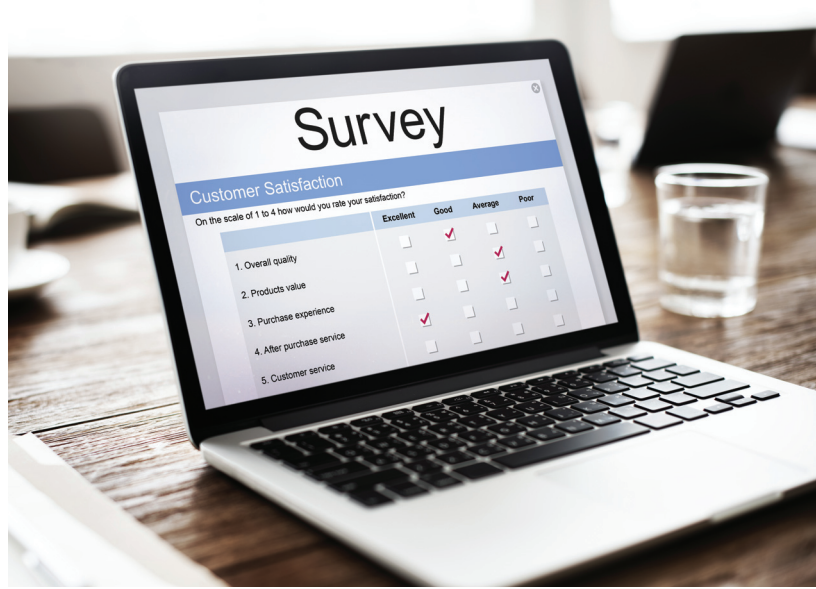 Survey
Customer Satisfaction
On the scale of 1 to 4 how would you rate your satisfaction?
Excellent Good Average Poor
1. Overall quality
2. Products value
3. Purchase experience
4. After purchase service
5. Customer service